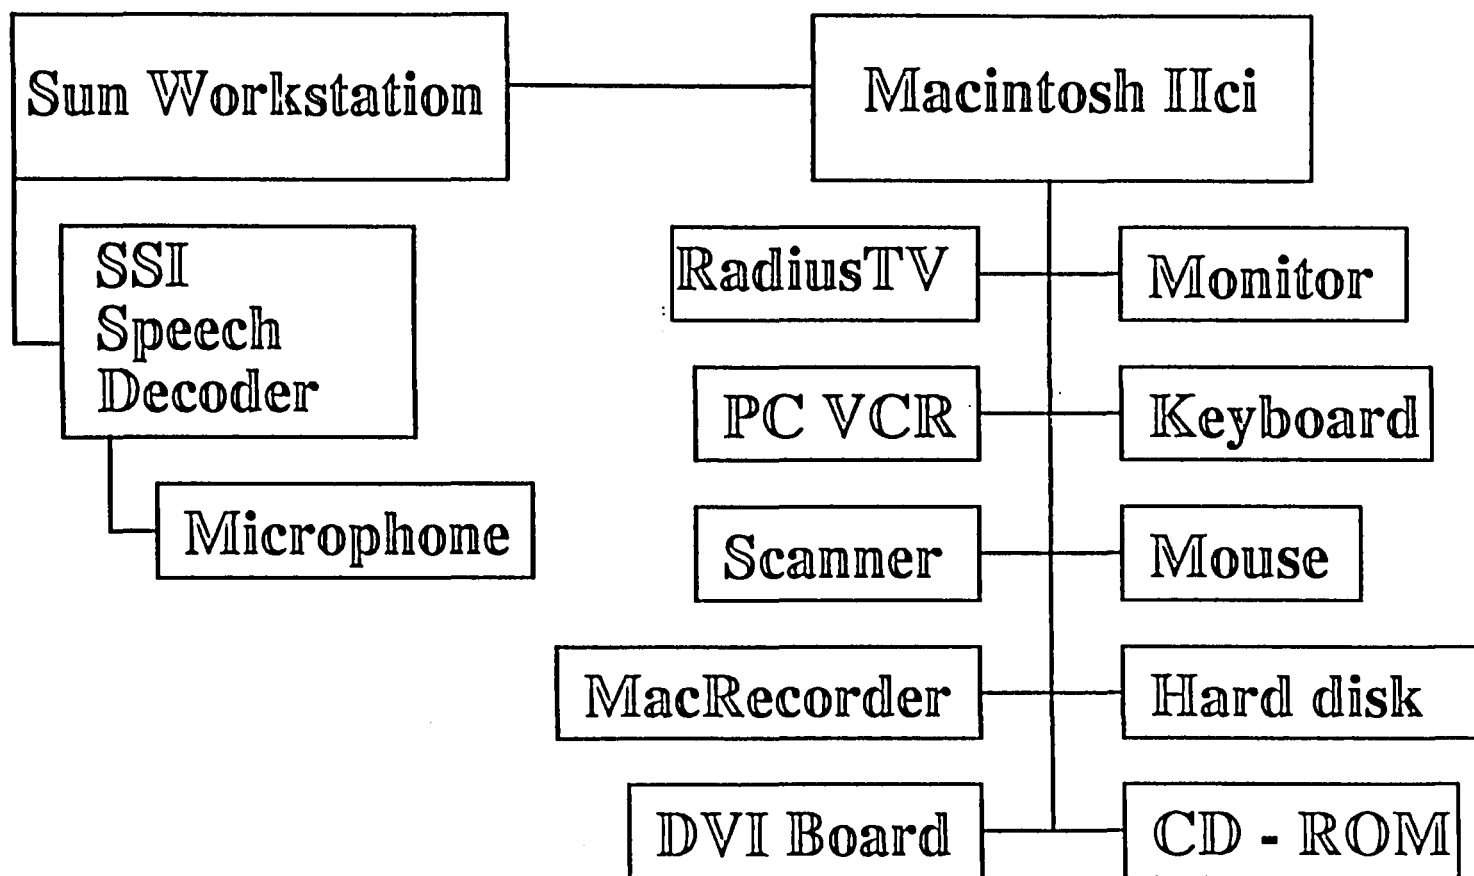 Sun Workstation
Macintosh IIci
SSI
Speech
Decoder
Microphone
RadiusTV
Monitor
PC VCR
Keyboard
Scanner
Mouse
MacRecorder
Hard disk
DVI Board
CD - ROM